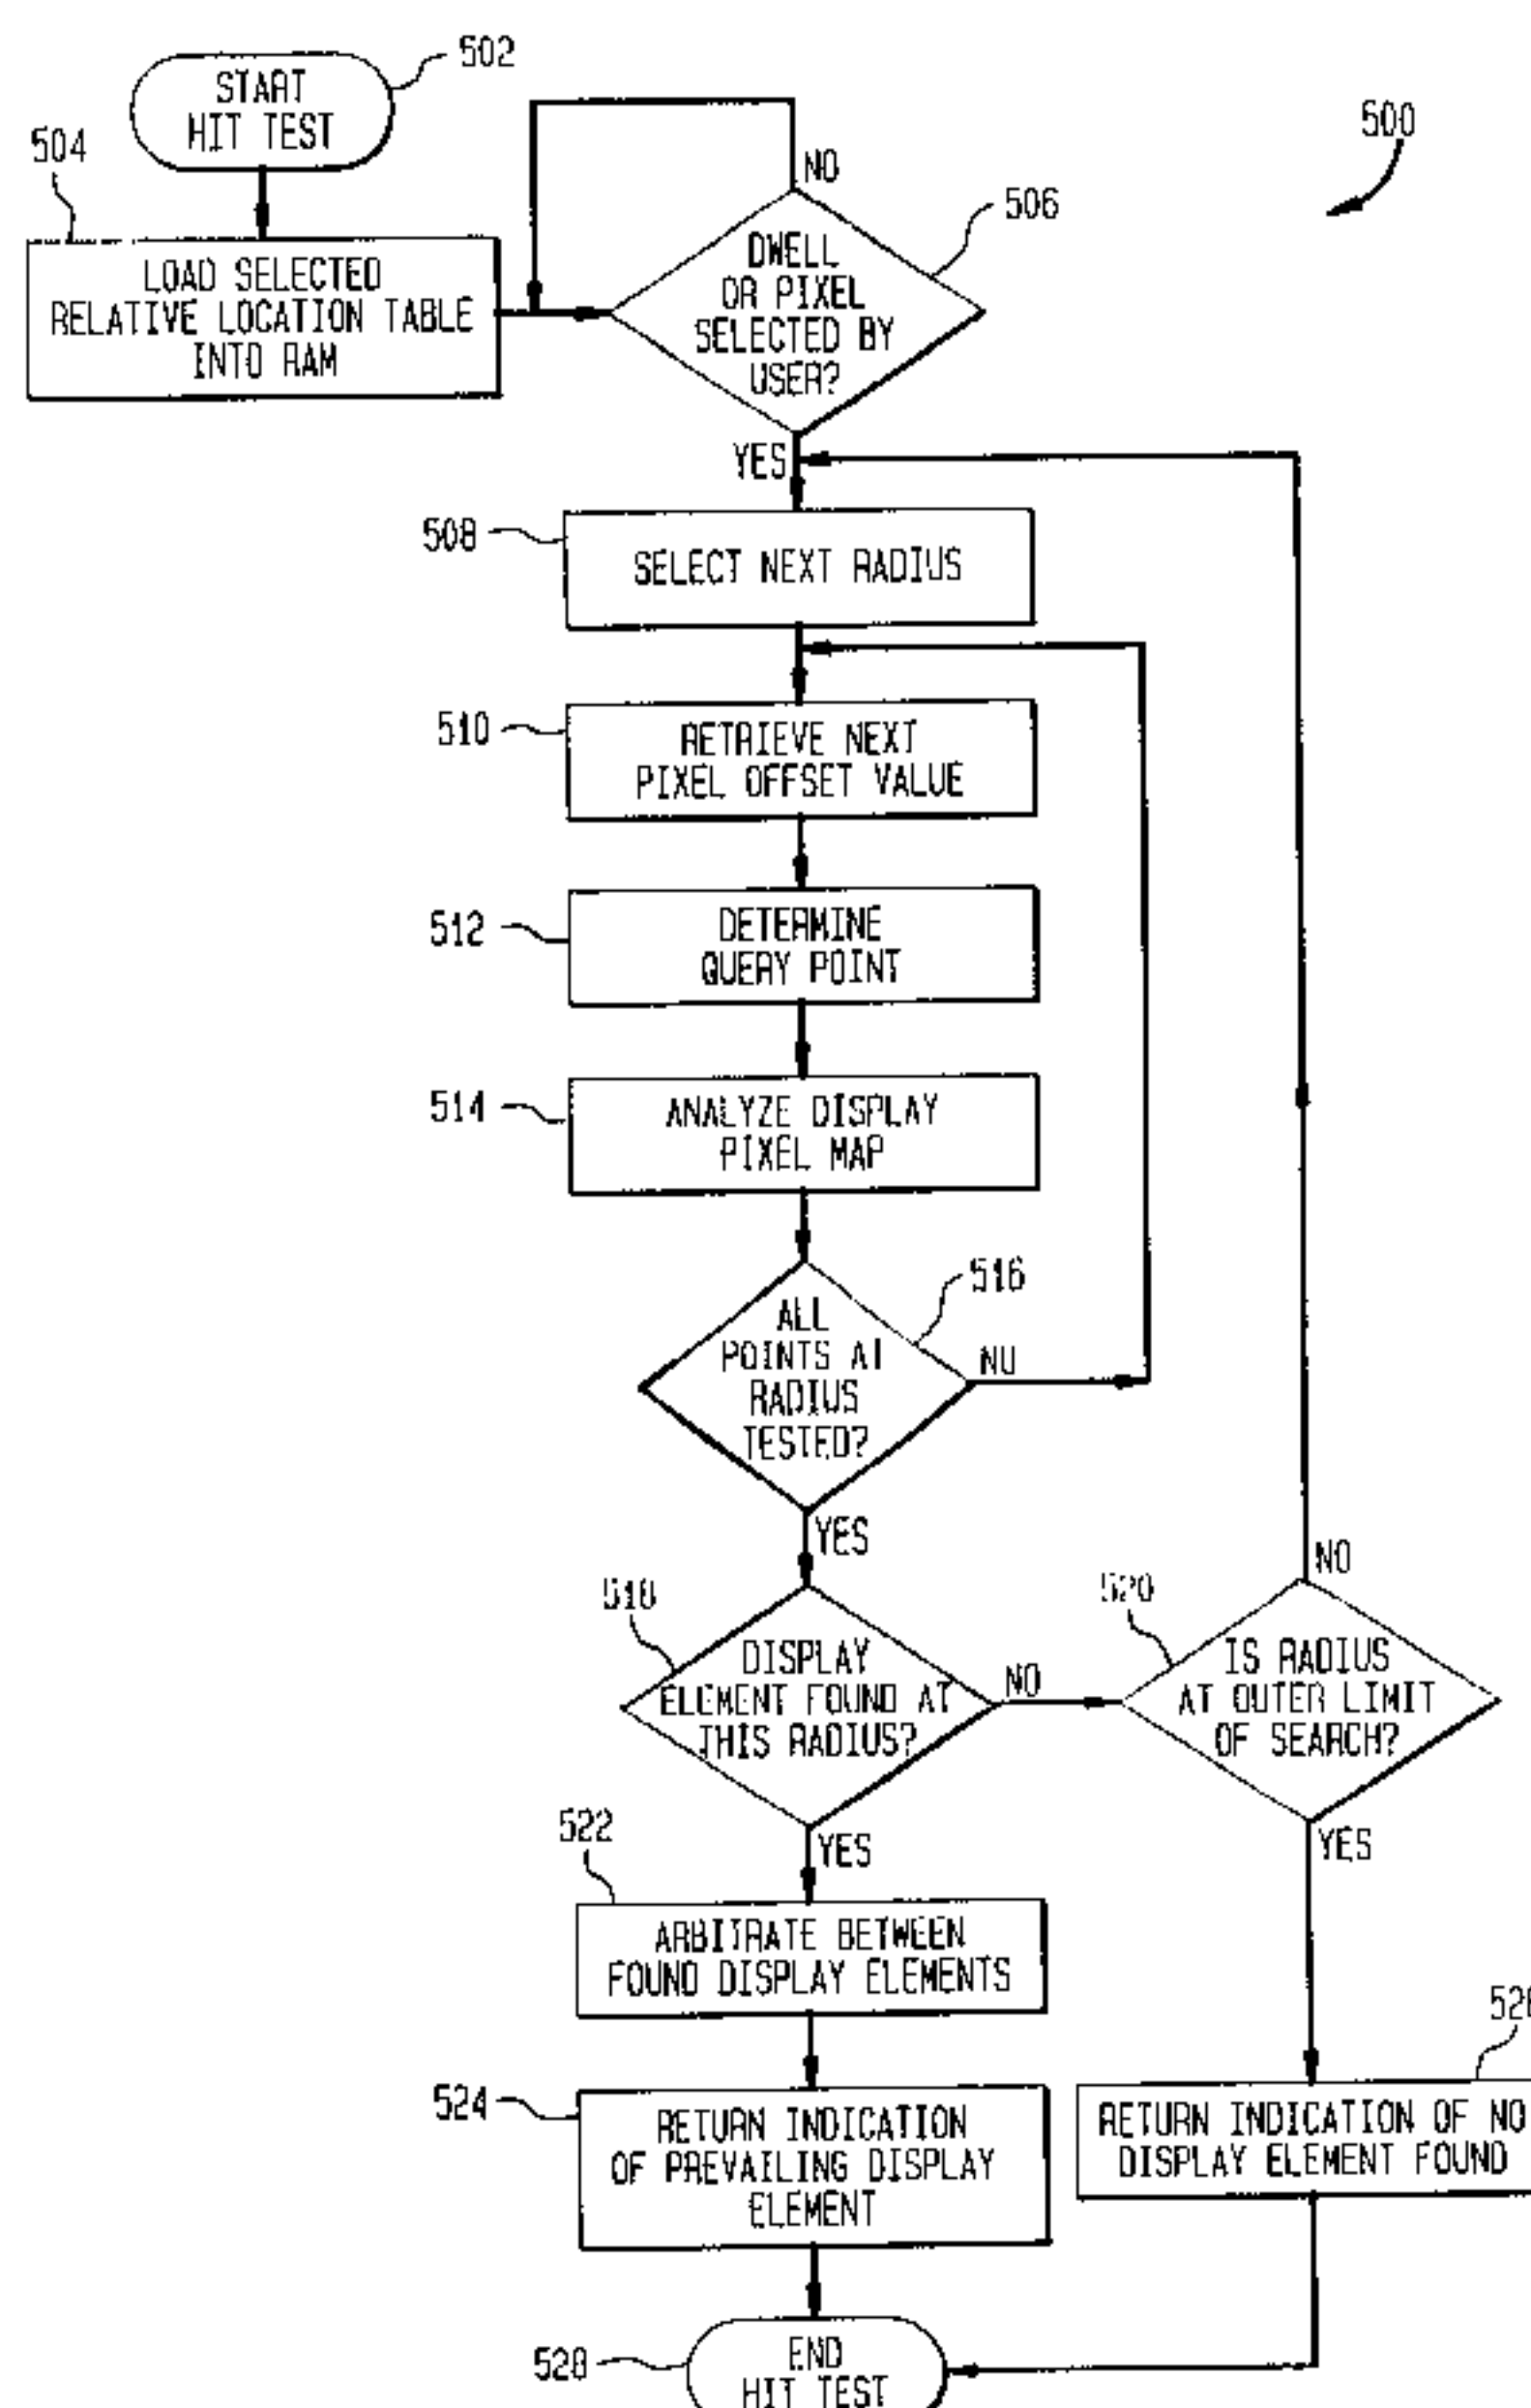 502
START
HIT TEST
500
504
NO
506
LOAD SELECTED
RELATIVE LOCATION TABLE
INTO RAM
DWELL
OR PIXEL
SELECTED BY
USER?
YES
508
SELECT NEXT RADIUS
510
RETRIEVE NEXT
PIXEL OFFSET VALUE
512
DETERMINE
QUERY POINT
514
ANALYZE DISPLAY
PIXEL MAP
516
ALL
POINTS AT
RADIUS
TESTED?
NO
YES
518
520
NO
DISPLAY
ELEMENT FOUND AT
THIS RADIUS?
NO
IS RADIUS
AT OUTER LIMIT
OF SEARCH?
522
YES
YES
ARBITRATE BETWEEN
FOUND DISPLAY ELEMENTS
524
RETURN INDICATION
OF PREVAILING DISPLAY
ELEMENT
RETURN INDICATION OF NO
DISPLAY ELEMENT FOUND
528
END
HIT TEST